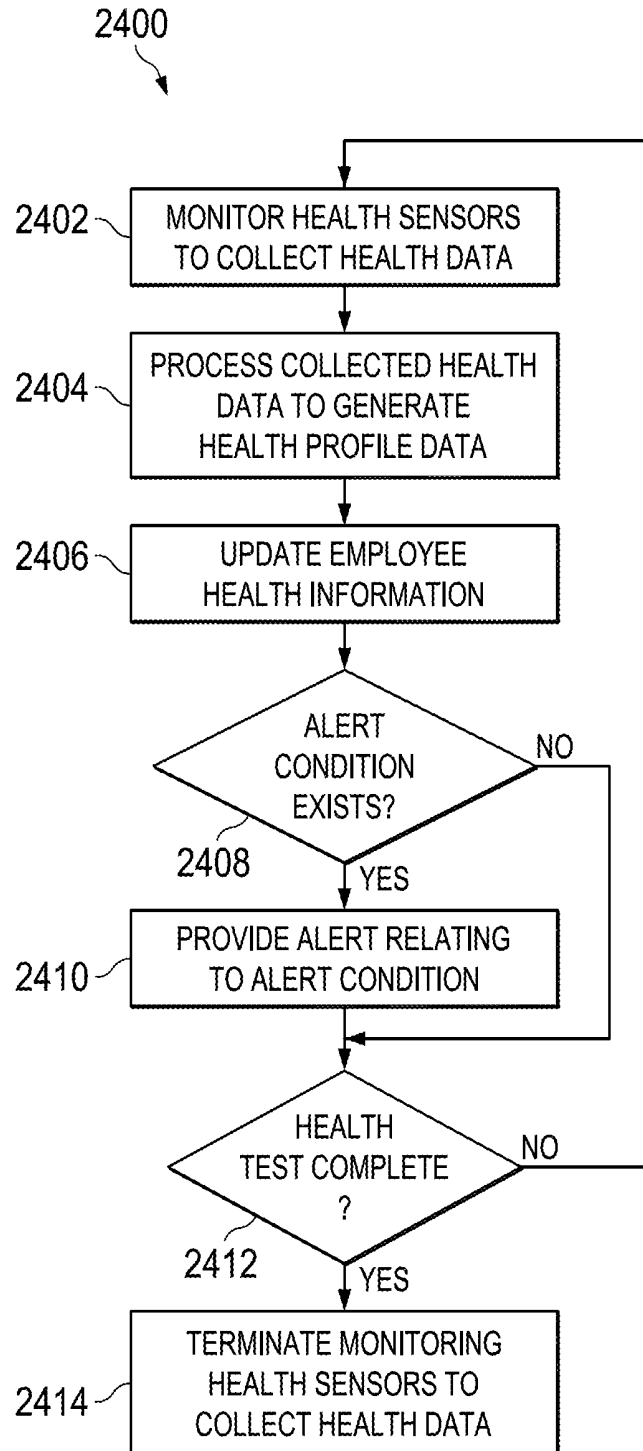 2400
2402
MONITOR HEALTH SENSORS
TO COLLECT HEALTH DATA
2404
PROCESS COLLECTED HEALTH
DATA TO GENERATE
HEALTH PROFILE DATA
2406
UPDATE EMPLOYEE
HEALTH INFORMATION
ALERT
CONDITION
EXISTS?
NO
2408
YES
2410
PROVIDE ALERT RELATING
TO ALERT CONDITION
HEALTH
TEST COMPLETE
?
NO
2412
YES
2414
TERMINATE MONITORING
HEALTH SENSORS TO
COLLECT HEALTH DATA